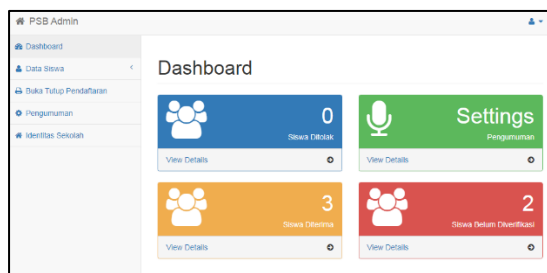 PSB Admin
Dashboard
Data Siswa
Buka Tutup Pendaftaran
Pengumuman
Identitas Sekolah
Dashboard
0
Siswa Ditolak
View Details
Settings
Pengumuman
View Details
3
Siswa Diterima
View Details
2
Siswa Belum Diverifikasi
View Details